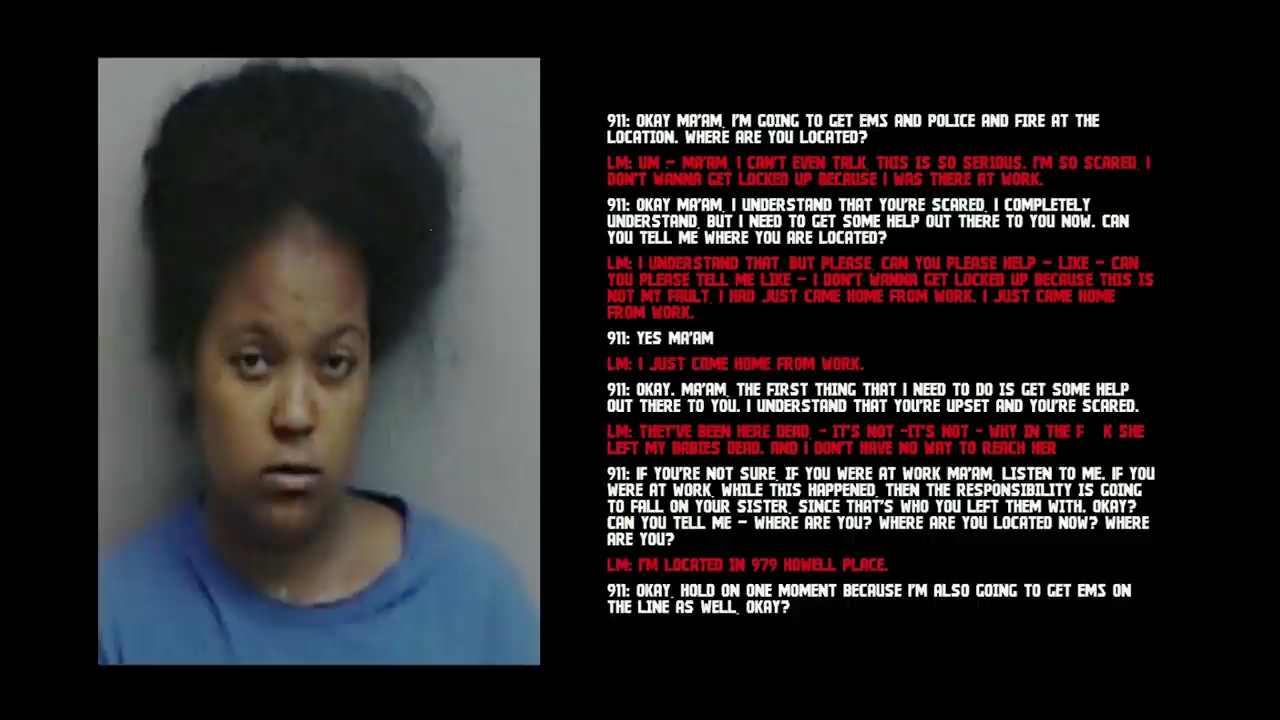 911: OKAY MA'AM, I'M GOING TO GET EMS AND POLICE AND FIRE AT THE
LOCATION. WHERE ARE YOU LOCATED?
LM: UM - MA'AM, I CAN'T EVEN TALK, THIS IS SO SERIOUS. I'M SO SCARED, I
DON'T WANNA GET LOCKED UP BECAUSE I WAS THERE AT WORK.
911: OKAY MA'AM, I UNDERSTAND THAT YOU'RE SCARED, I COMPLETELY
UNDERSTAND, BUT I NEED TO GET SOME HELP OUT THERE TO YOU NOW. CAN
YOU TELL ME WHERE YOU ARE LOCATED?
LM: I UNDERSTAND THAT, BUT PLEASE, CAN YOU PLEASE HELP - LIKE - CAN
YOU PLEASE TELL ME LIKE - I DON'T WANNA GET LOCKED UP BECAUSE THIS IS
NOT MY FAULT, I HAD JUST CAME HOME FROM WORK. I JUST CAME HOME
FROM WORK.
911: YES MA'AM
LM: I JUST CAME HOME FROM WORK.
911: OKAY. MA'AM, THE FIRST THING THAT I NEED TO DO IS GET SOME HELP
OUT THERE TO YOU. I UNDERSTAND THAT YOU'RE UPSET AND YOU'RE SCARED.
LM: THEY'VE BEEN HERE DEAD, - IT'S NOT -IT'S NOT - WHY IN THE F  K SHE
LEFT MY BABIES DEAD. AND I DON'T HAVE NO WAY TO REACH HER
911: IF YOU'RE NOT SURE, IF YOU WERE AT WORK MA'AM, LISTEN TO ME. IF YOU
WERE AT WORK, WHILE THIS HAPPENED, THEN THE RESPONSIBILITY IS GOING
TO FALL ON YOUR SISTER, SINCE THAT'S WHO YOU LEFT THEM WITH. OKAY?
CAN YOU TELL ME - WHERE ARE YOU? WHERE ARE YOU LOCATED NOW? WHERE
ARE YOU?
LM: I'M LOCATED IN 979 HOWELL PLACE.
911: OKAY, HOLD ON ONE MOMENT BECAUSE I'M ALSO GOING TO GET EMS ON
THE LINE AS WELL, OKAY?